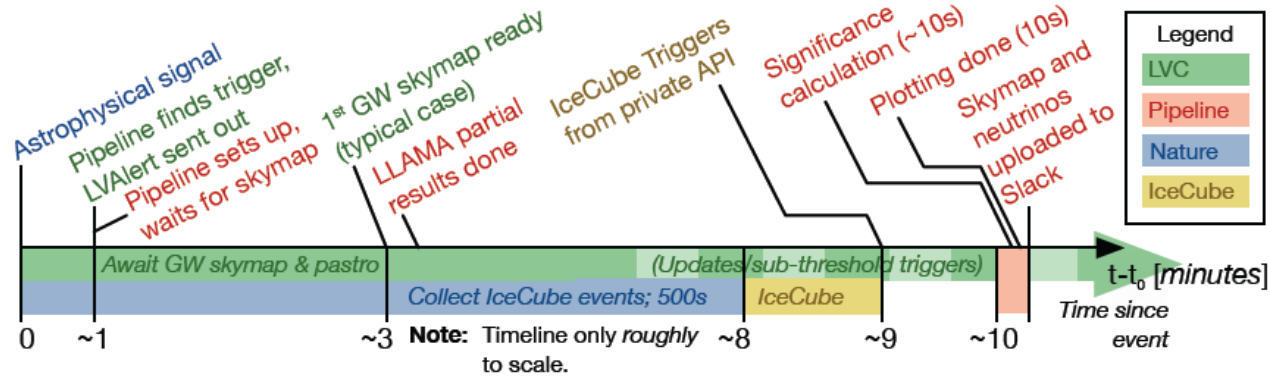 Astrophysical signal
Pipeline finds trigger,
LVAlert sent out
Pipeline sets up,
waits for skymap
1st GW skymap ready
(typical case)
LLAMA partial
results done
IceCube Triggers
from private API
Significance
calculation (~10s)
Plotting done (10s)
Skymap and
neutrinos
uploaded to
Slack
Legend
LVC
Pipeline
Nature
IceCube
Await GW skymap & pastro
(Updates/sub-threshold triggers)
Collect IceCube events; 500s
IceCube
t-t0 [minutes]
Time since
event
0
~1
~3
Note: Timeline only roughly
to scale.
~8
~9
~10